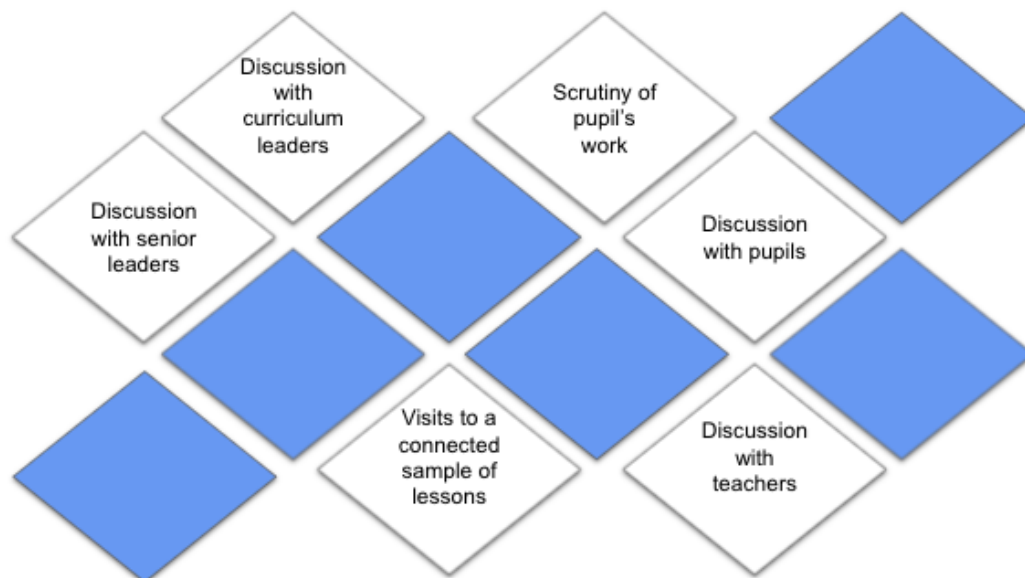 Discussion
with
curriculum
leaders
Scrutiny of
pupil's
work
Discussion
with senior
leaders
Discussion
with pupils
Visits to a
connected
sample of
lessons
Discussion
with
teachers